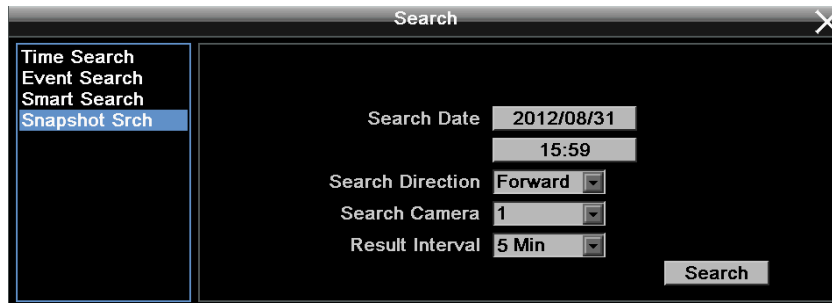 Search
Time Search
Event Search
Smart Search
Snapshot Srch
Search Date 2012/08/31
15:59
Search Direction Forward
Search Camera 1
Result Interval 5 Min
Search